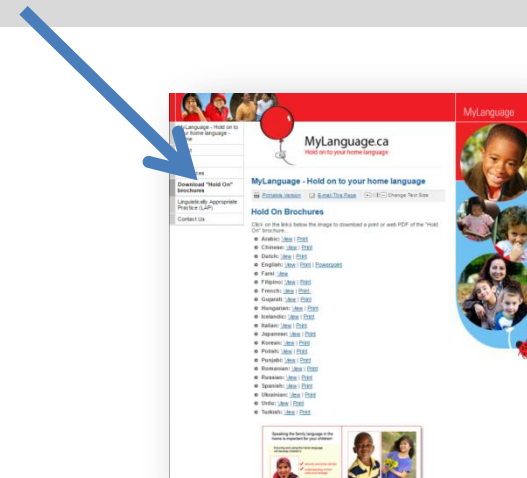 MyLanguage
MyLanguage - Hold on to
your home language -
Download "Hold On"
brochures
Linguistically Appropriate
Practice (LAP)
Contact Us
MyLanguage.ca
Hold on to your home language
MyLanguage - Hold on to your home language
Printable Version
E-mail This Page
Change Text Size
Hold On Brochures
Click on the links below the image to download a print or web PDF of the "Hold
On" brochure.
Arabic: View | Print
Chinese: View | Print
Dutch: View | Print
English: View | Print | Powerpoint
Farsi: View
Filipino: View | Print
French: View | Print
Gujarati: View | Print
Hungarian: View | Print
Icelandic: View | Print
Italian: View | Print
Japanese: View | Print
Korean: View | Print
Polish: View | Print
Punjabi: View | Print
Romanian: View | Print
Russian: View | Print
Spanish: View | Print
Ukrainian: View | Print
Urdu: View | Print
Turkish: View | Print
Speaking the family language in the
home is important for your children!